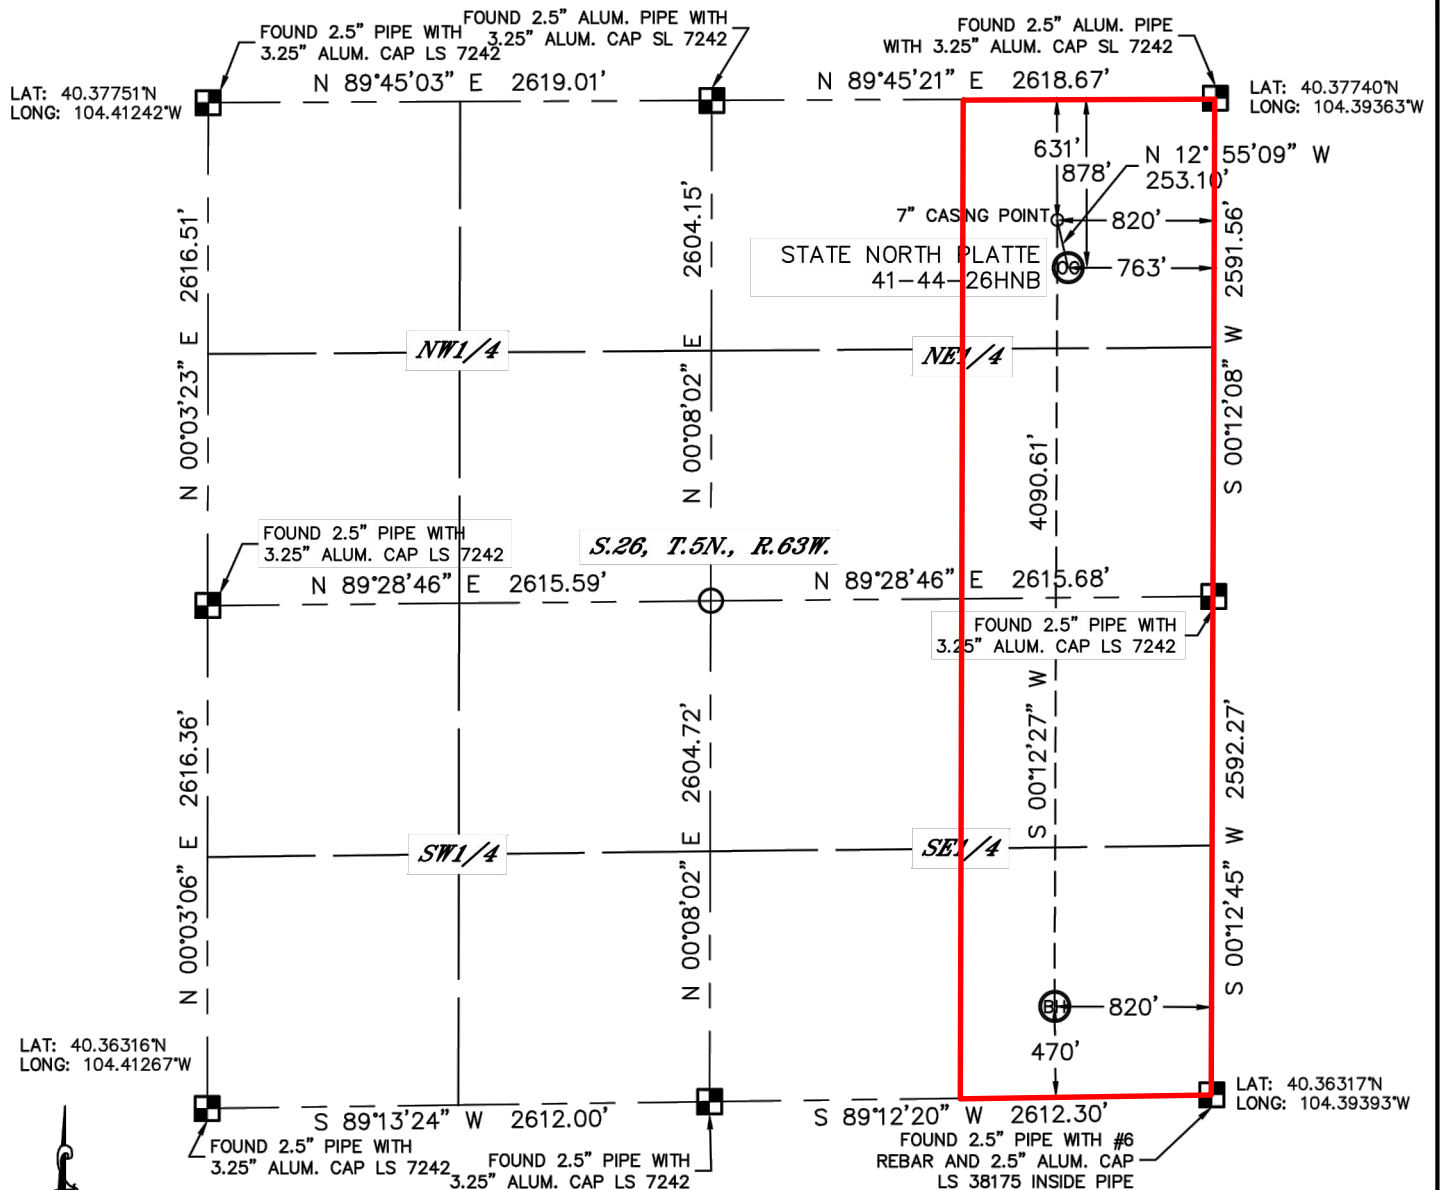 FOUND 2.5" PIPE WITH
3.25" ALUM. CAP LS 7242
FOUND 2.5" ALUM. PIPE WITH
3.25" ALUM. CAP SL 7242
FOUND 2.5" ALUM. PIPE
WITH 3.25" ALUM. CAP SL 7242
LAT: 40.37751°N
LONG: 104.41242°W
N 89°45'03" E 2619.01'
N 89°45'21" E 2618.67'
LAT: 40.37740°N
LONG: 104.39363°W
631'
878'
N 12° 55'09" W
253.10'
7" CASING POINT
820'
STATE NORTH PLATTE
41-44-26HNB
OG
763'
N 00°03'23" E 2616.51'
N 00°08'02" E 2604.15'
S 00°12'08" W 2591.56'
NW1/4
NE1/4
4090.61'
FOUND 2.5" PIPE WITH
3.25" ALUM. CAP LS 7242
S.26, T.5N., R.63W.
N 89°28'46" E 2615.59'
N 89°28'46" E 2615.68'
FOUND 2.5" PIPE WITH
3.25" ALUM. CAP LS 7242
S 00°12'27" W
N 00°03'06" E 2616.36'
N 00°08'02" E 2604.72'
S 00°12'45" W 2592.27'
SW1/4
SE1/4
BH
820'
470'
LAT: 40.36316°N
LONG: 104.41267°W
LAT: 40.36317°N
LONG: 104.39393°W
S 89°13'24" W 2612.00'
S 89°12'20" W 2612.30'
FOUND 2.5" PIPE WITH
3.25" ALUM. CAP LS 7242
FOUND 2.5" PIPE WITH
3.25" ALUM. CAP LS 7242
FOUND 2.5" PIPE WITH #6
REBAR AND 2.5" ALUM. CAP
LS 38175 INSIDE PIPE